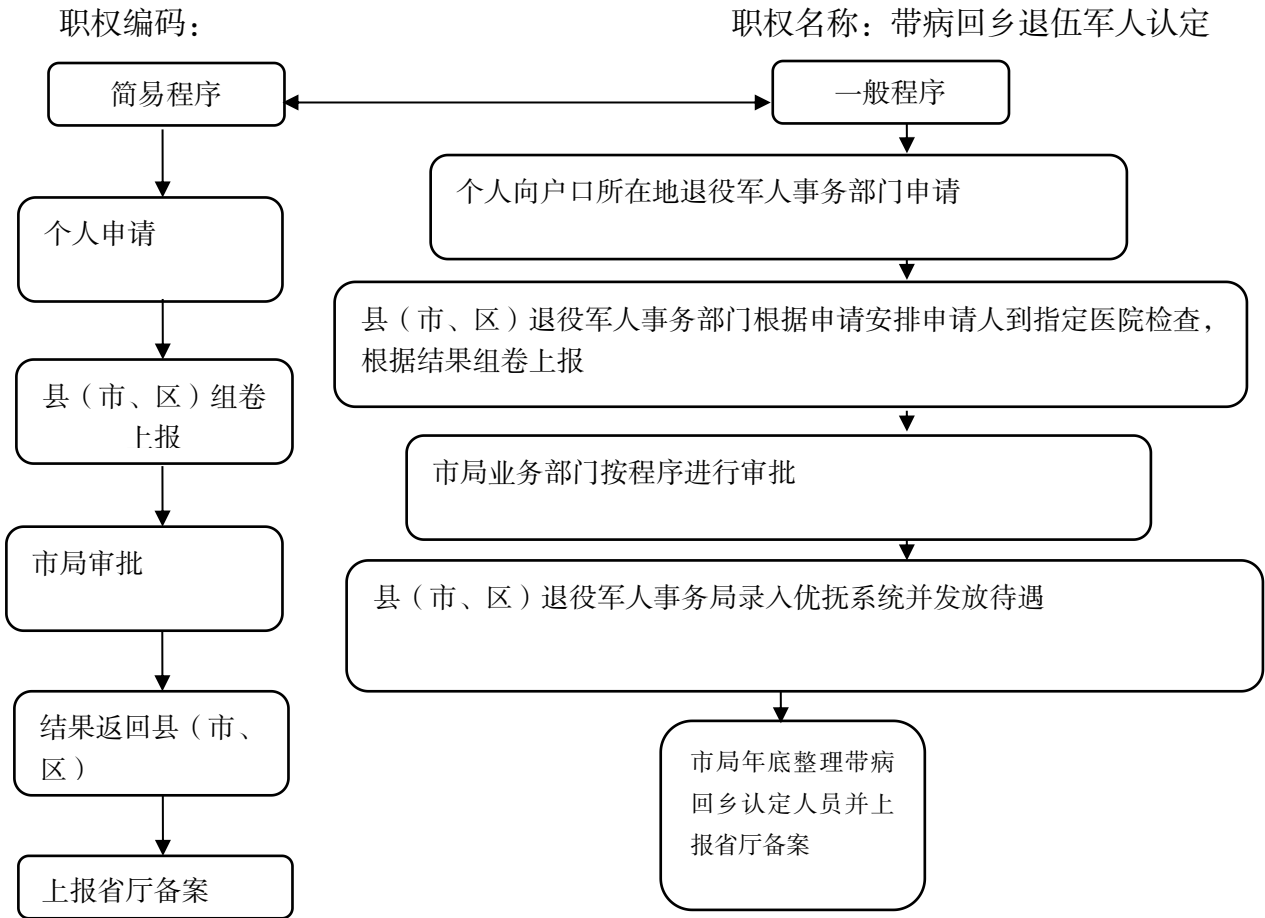 职权编码：
职权名称：带病回乡退伍军人认定
简易程序
个人申请
县（市、区）组卷
上报
市局审批
结果返回县（市、
区）
上报省厅备案
一般程序
个人向户口所在地退役军人事务部门申请
县（市、区）退役军人事务部门根据申请安排申请人到指定医院检查，
根据结果组卷上报
市局业务部门按程序进行审批
县（市、区）退役军人事务局录入优抚系统并发放待遇
市局年底整理带病
回乡认定人员并上
报省厅备案